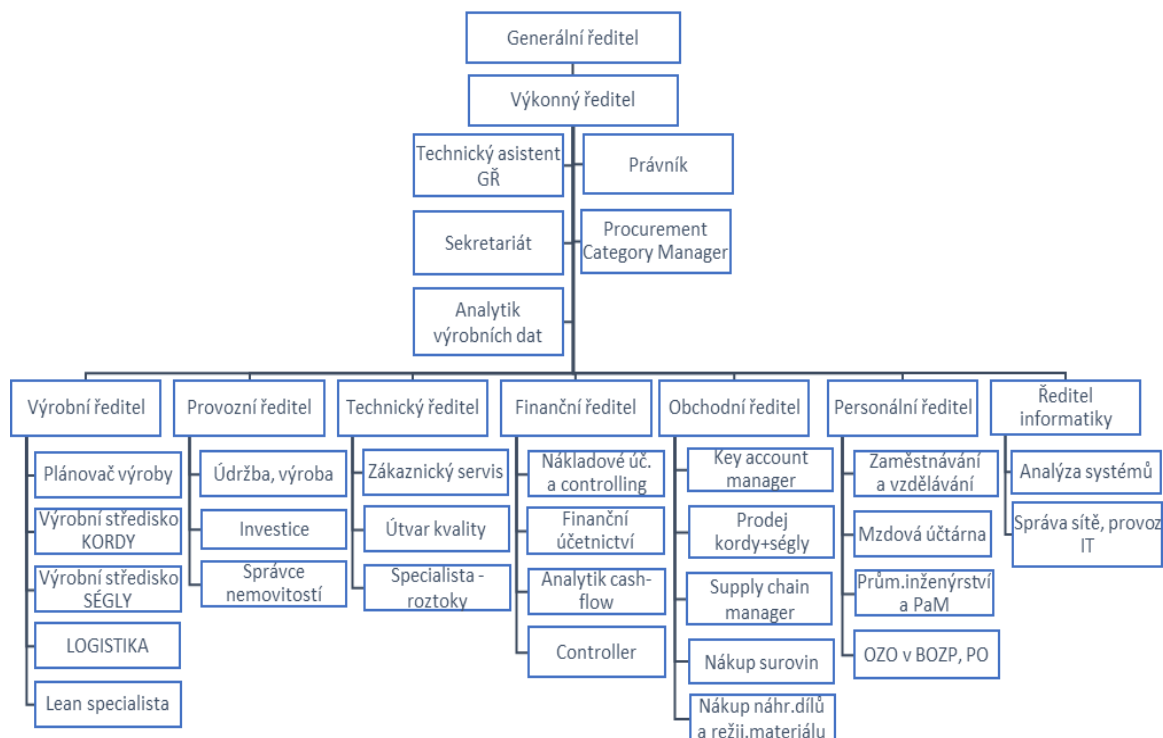 Generální ředitel
Výkonný ředitel
Technický asistent
GŘ
Právník
Sekretariát
Procurement
Category Manager
Analytik
výrobních dat
Výrobní ředitel
Provozní ředitel
Technický ředitel
Finanční ředitel
Obchodní ředitel
Personální ředitel
Ředitel
informatiky
Plánovač výroby
Výrobní středisko
KORDY
Výrobní středisko
SÉGLY
LOGISTIKA
Lean specialista
Údržba, výroba
Investice
Správce
nemovitostí
Zákaznický servis
Útvar kvality
Specialista -
roztoky
Nákladové úč.
a controlling
Finanční
účetnictví
Analytik cash-
flow
Controller
Key account
manager
Prodej
kordy+ségly
Supply chain
manager
Nákup surovin
Nákup náhr.dílů
a režij.materiálu
Zaměstnávání
a vzdělávání
Mzdová účtárna
Prům.inženýrství
a PaM
OZO v BOZP, PO
Analýza systémů
Správa sítě, provoz
IT